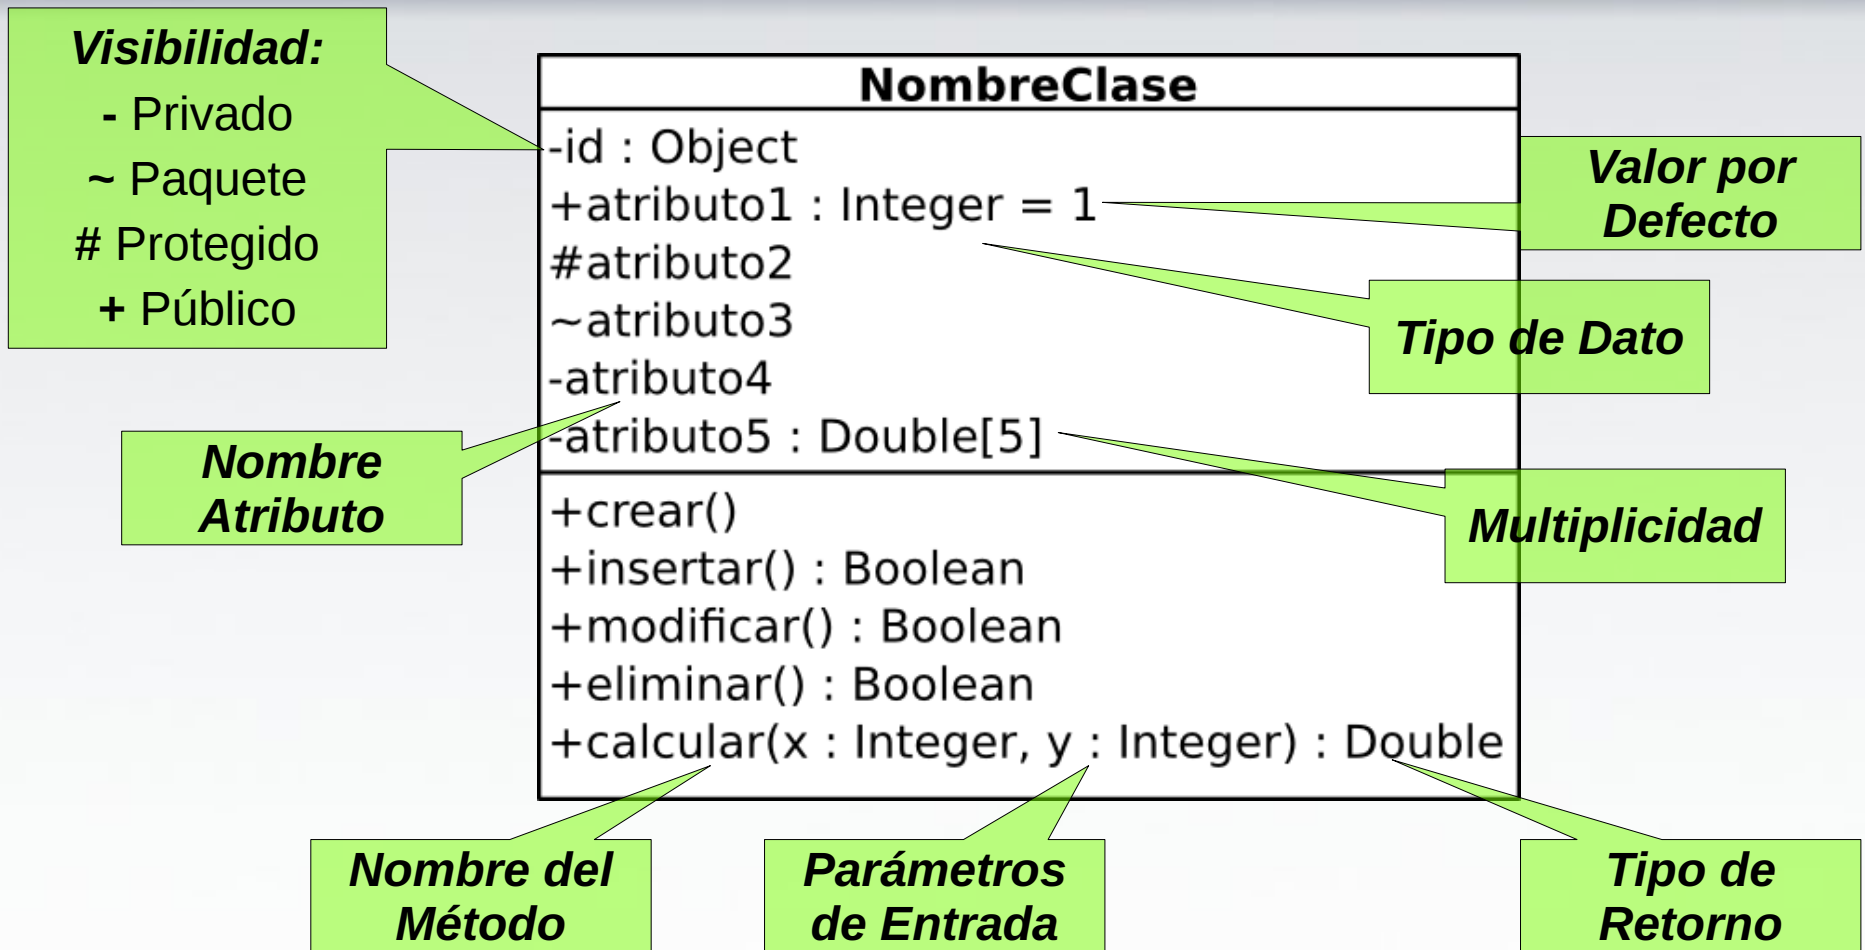 Visibilidad:
- Privado
~ Paquete
# Protegido
+ Público
NombreClase
-id : Object
+atributo1 : Integer = 1
#atributo2
~atributo3
-atributo4
-atributo5 : Double[5]
+crear()
+insertar() : Boolean
+modificar() : Boolean
+eliminar() : Boolean
+calcular(x : Integer, y : Integer) : Double
Valor por
Defecto
Tipo de Dato
Nombre
Atributo
Multiplicidad
Nombre del
Método
Parámetros
de Entrada
Tipo de
Retorno